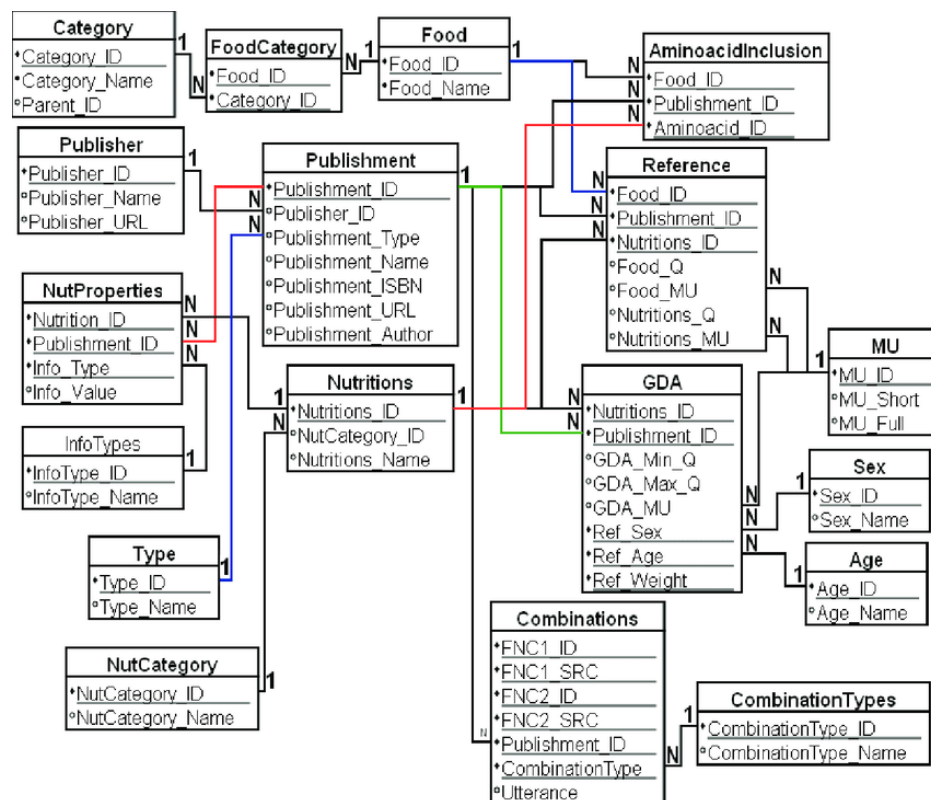 Category
Category_ID
Category_Name
Parent_ID
1
N
FoodCategory
Food_ID
Category_ID
N
1
Food
Food_ID
Food_Name
1
N
AminoacidInclusion
Food_ID
Publishment_ID
Aminoacid_ID
N
N
Publisher
Publisher_ID
Publisher_Name
Publisher_URL
1
N
N
Publishment
Publishment_ID
Publisher_ID
Publishment_Type
Publishment_Name
Publishment_ISBN
Publishment_URL
Publishment_Author
1
N
N
N
Reference
Food_ID
Publishment_ID
Nutritions_ID
Food_Q
Food_MU
Nutritions_Q
Nutritions_MU
N
N
NutProperties
Nutrition_ID
Publishment_ID
Info_Type
Info_Value
N
N
N
1
MU
MU_ID
MU_Short
MU_Full
InfoTypes
InfoType_ID
InfoType_Name
1
1
N
Nutritions
Nutritions_ID
NutCategory_ID
Nutritions_Name
1
N
N
GDA
Nutritions_ID
Publishment_ID
GDA_Min_Q
GDA_Max_Q
GDA_MU
Ref_Sex
Ref_Age
Ref_Weight
N
N
N
1
Sex
Sex_ID
Sex_Name
1
Age
Age_ID
Age_Name
Type
Type_ID
Type_Name
1
NutCategory
NutCategory_ID
NutCategory_Name
1
N
Combinations
FNC1_ID
FNC1_SRC
FNC2_ID
FNC2_SRC
Publishment_ID
CombinationType
Utterance
N
1
CombinationTypes
CombinationType_ID
CombinationType_Name